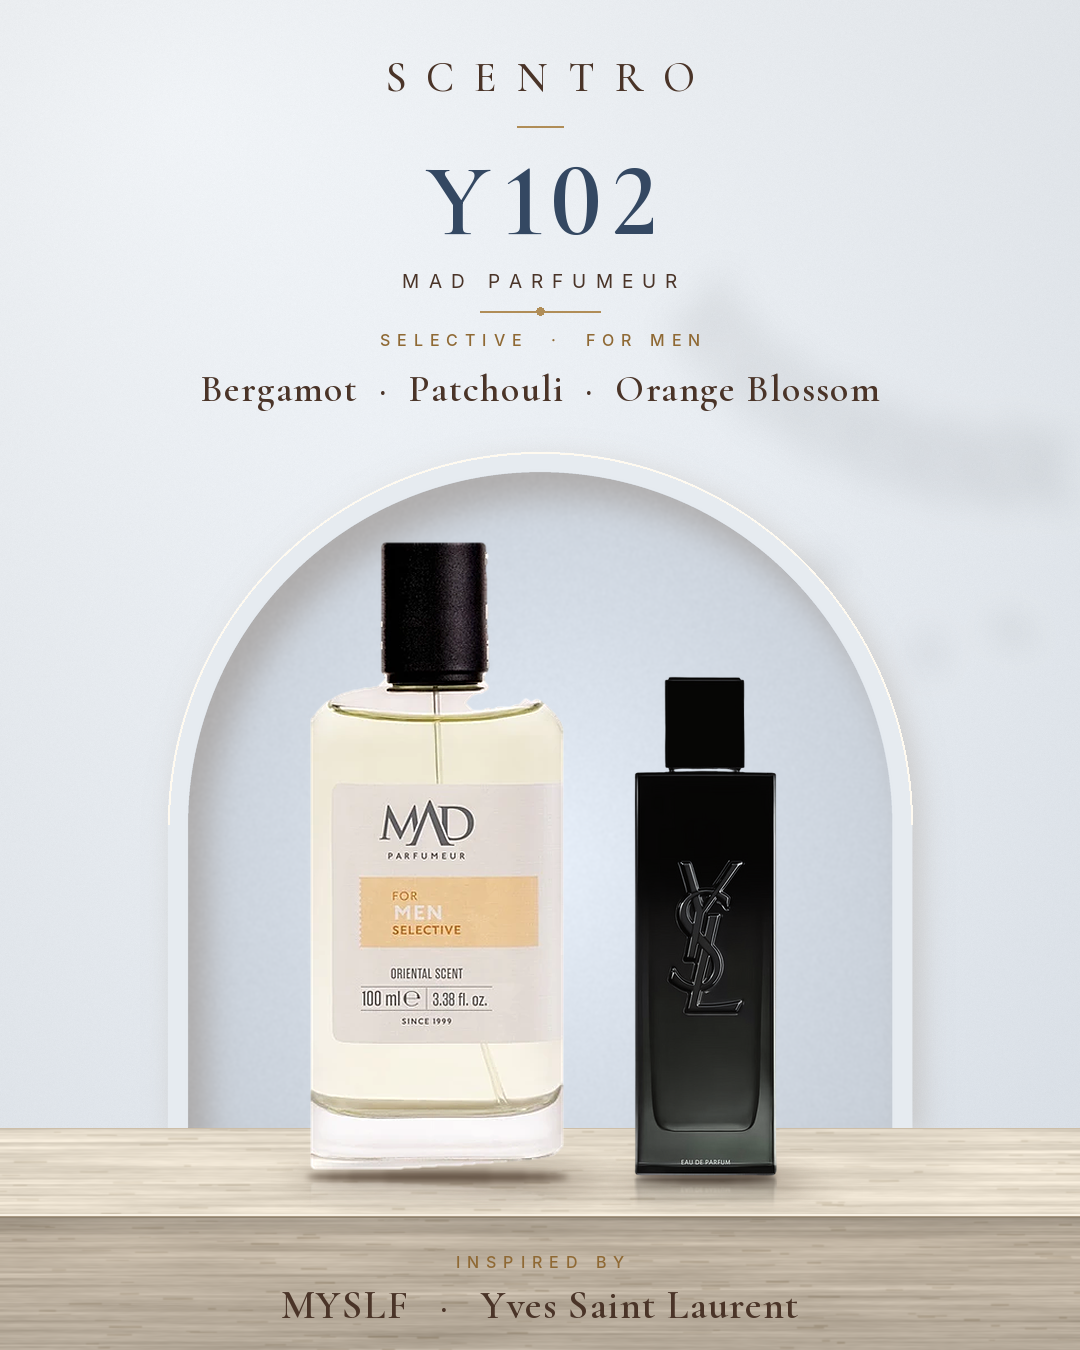 SCENTRO
Y102
MAD PARFUMEUR
SELECTIVE · FOR MEN
Bergamot · Patchouli · Orange Blossom
MAD
PARFUMEUR
FOR
MEN
SELECTIVE
ORIENTAL SCENT
100 ml ℮ 3.38 fl. oz.
SINCE 1999
YSL
EAU DE PARFUM
INSPIRED BY
MYSLF · Yves Saint Laurent